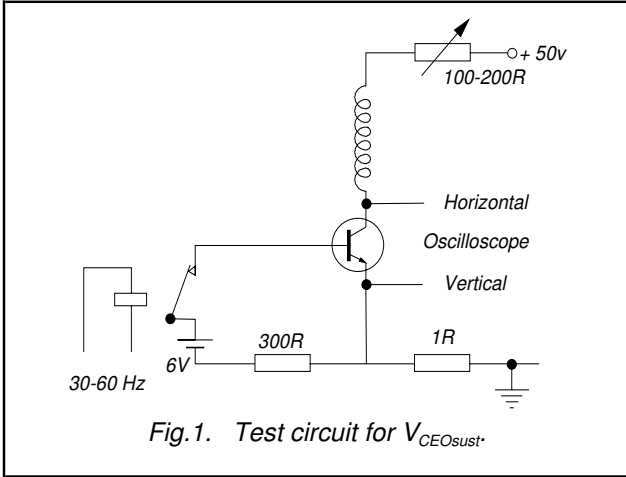 + 50v
100-200R
Horizontal
Oscilloscope
Vertical
300R
1R
6V
30-60 Hz
Fig.1. Test circuit for VCEOsust.